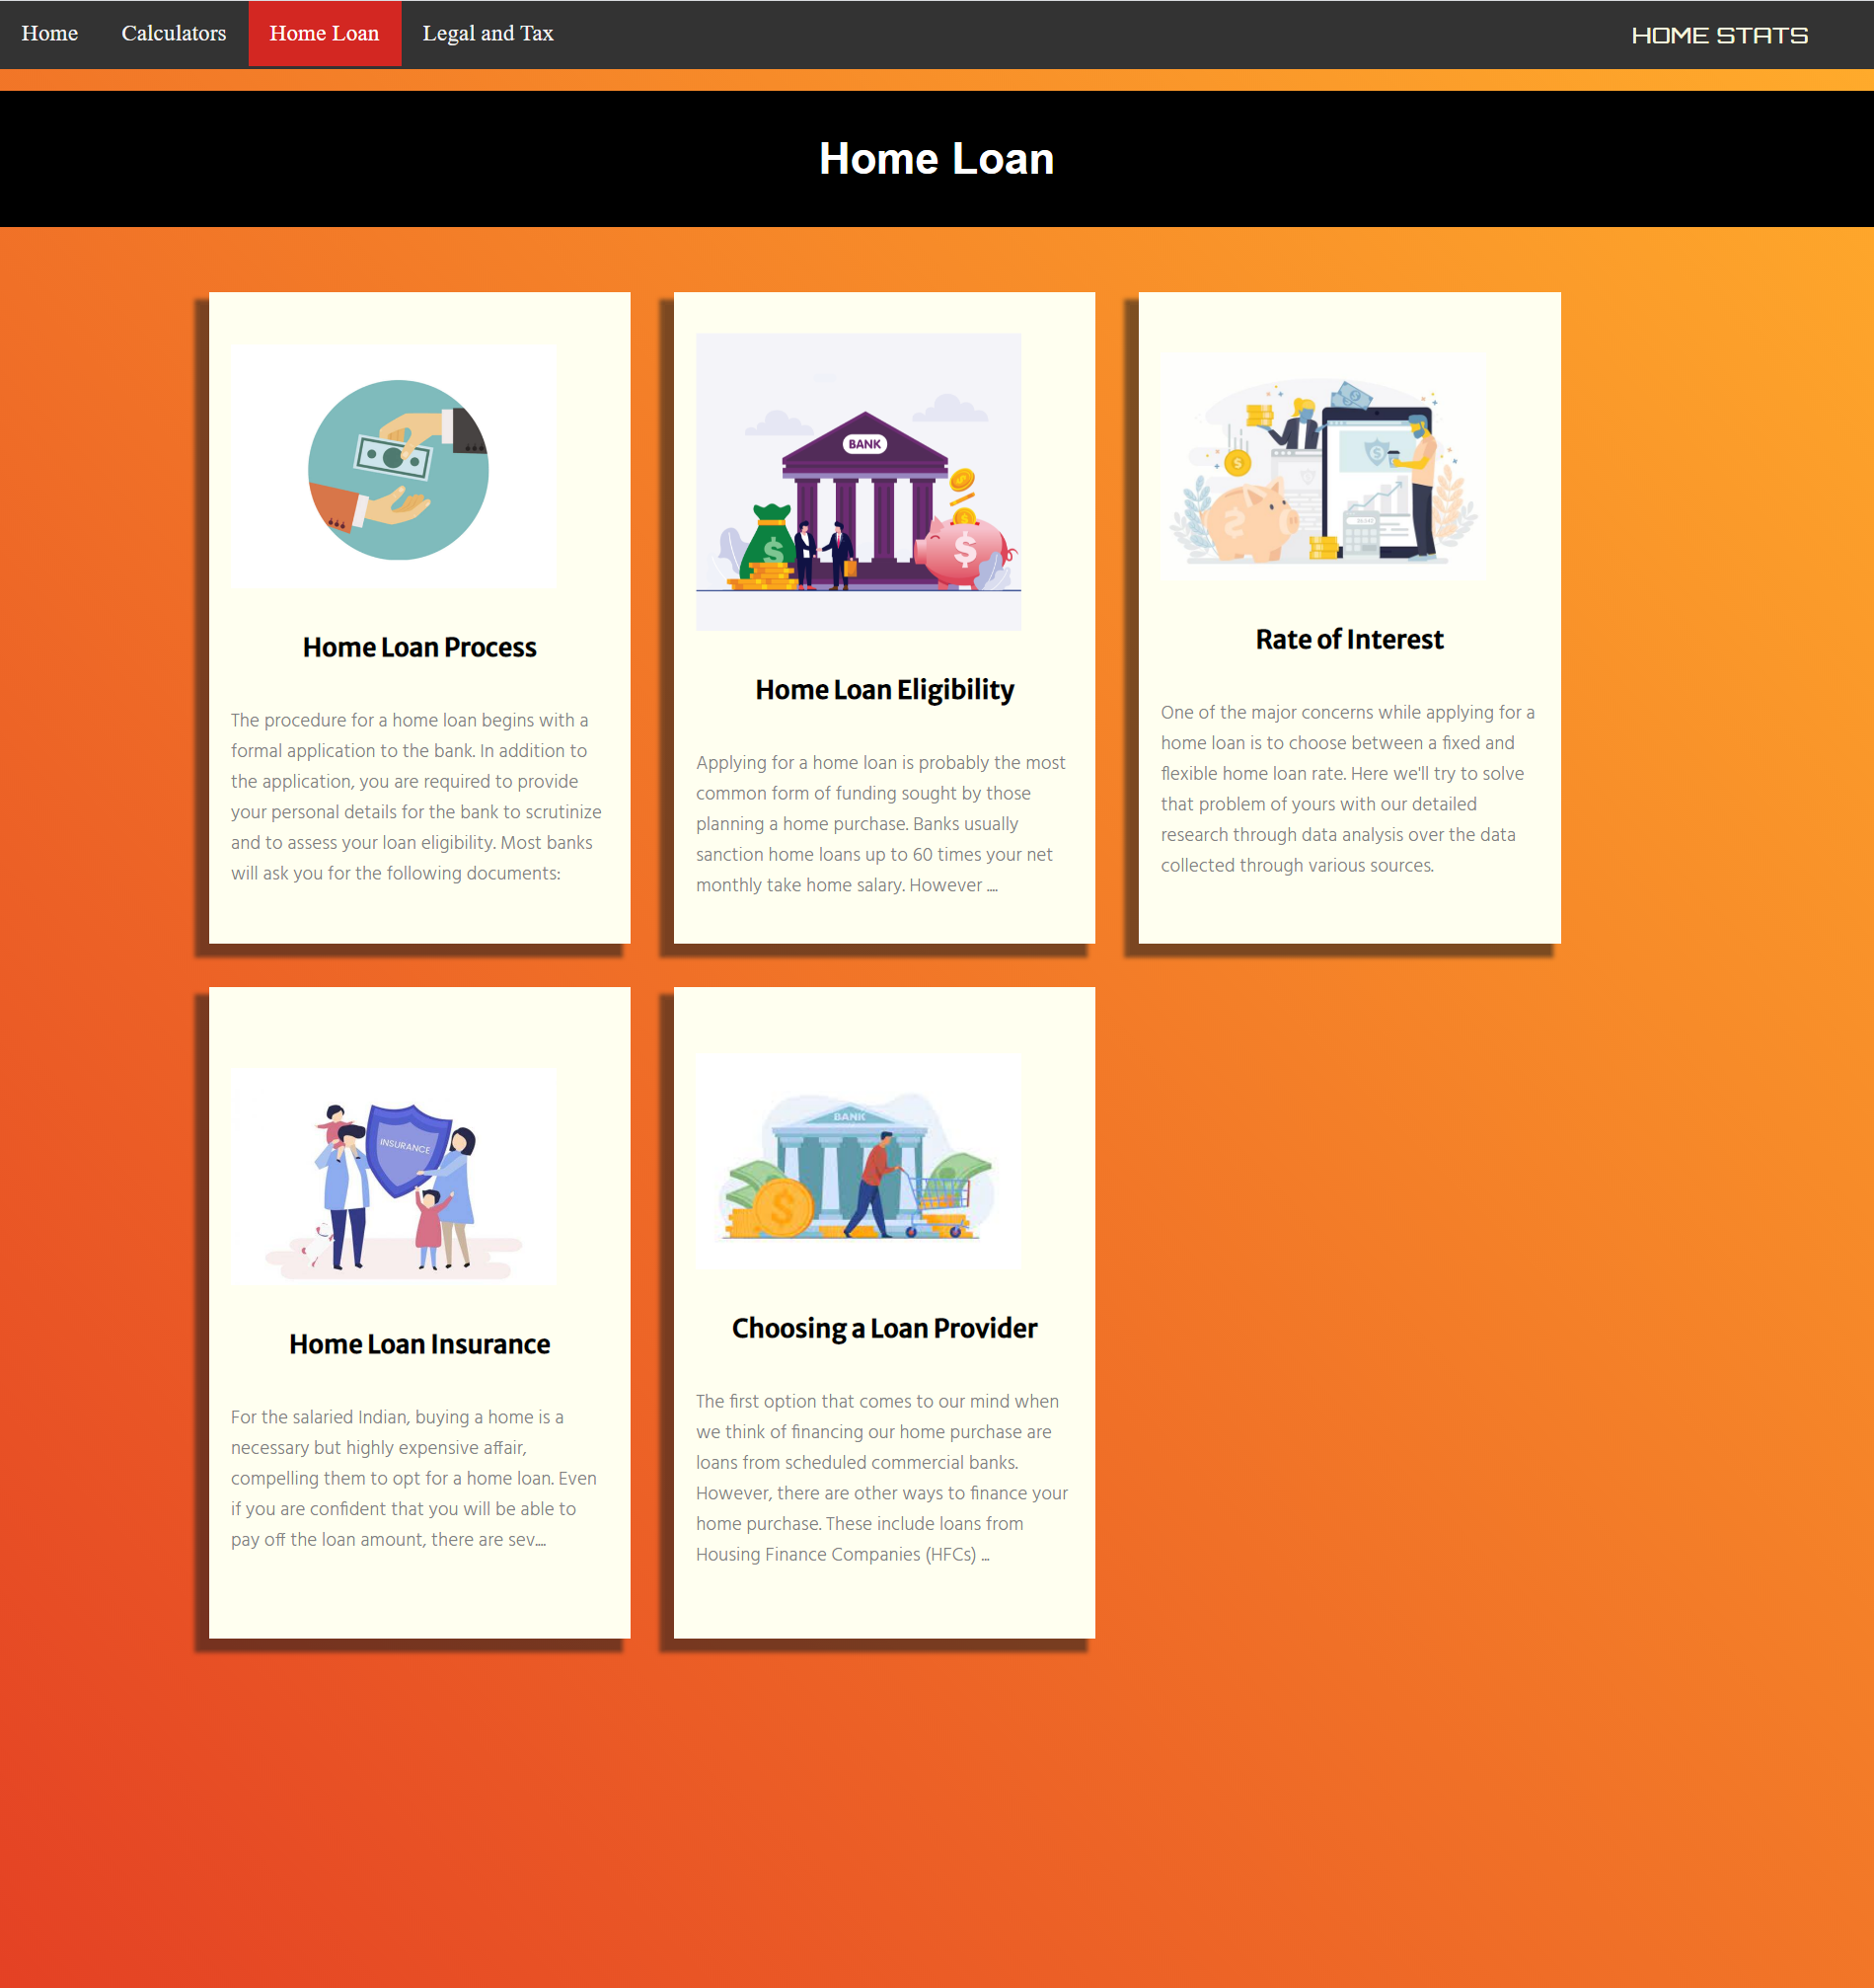 Home Calculators Home Loan Legal and Tax HOME STATS
Home Loan
BANK
Home Loan Process
The procedure for a home loan begins with a
formal application to the bank. In addition to
the application, you are required to provide
your personal details for the bank to scrutinize
and to assess your loan eligibility. Most banks
will ask you for the following documents:
Home Loan Eligibility
Applying for a home loan is probably the most
common form of funding sought by those
planning a home purchase. Banks usually
sanction home loans up to 60 times your net
monthly take home salary. However ....
Rate of Interest
One of the major concerns while applying for a
home loan is to choose between a fixed and
flexible home loan rate. Here we'll try to solve
that problem of yours with our detailed
research through data analysis over the data
collected through various sources.
INSURANCE
Home Loan Insurance
For the salaried Indian, buying a home is a
necessary but highly expensive affair,
compelling them to opt for a home loan. Even
if you are confident that you will be able to
pay off the loan amount, there are sev....
BANK
Choosing a Loan Provider
The first option that comes to our mind when
we think of financing our home purchase are
loans from scheduled commercial banks.
However, there are other ways to finance your
home purchase. These include loans from
Housing Finance Companies (HFCs) ...